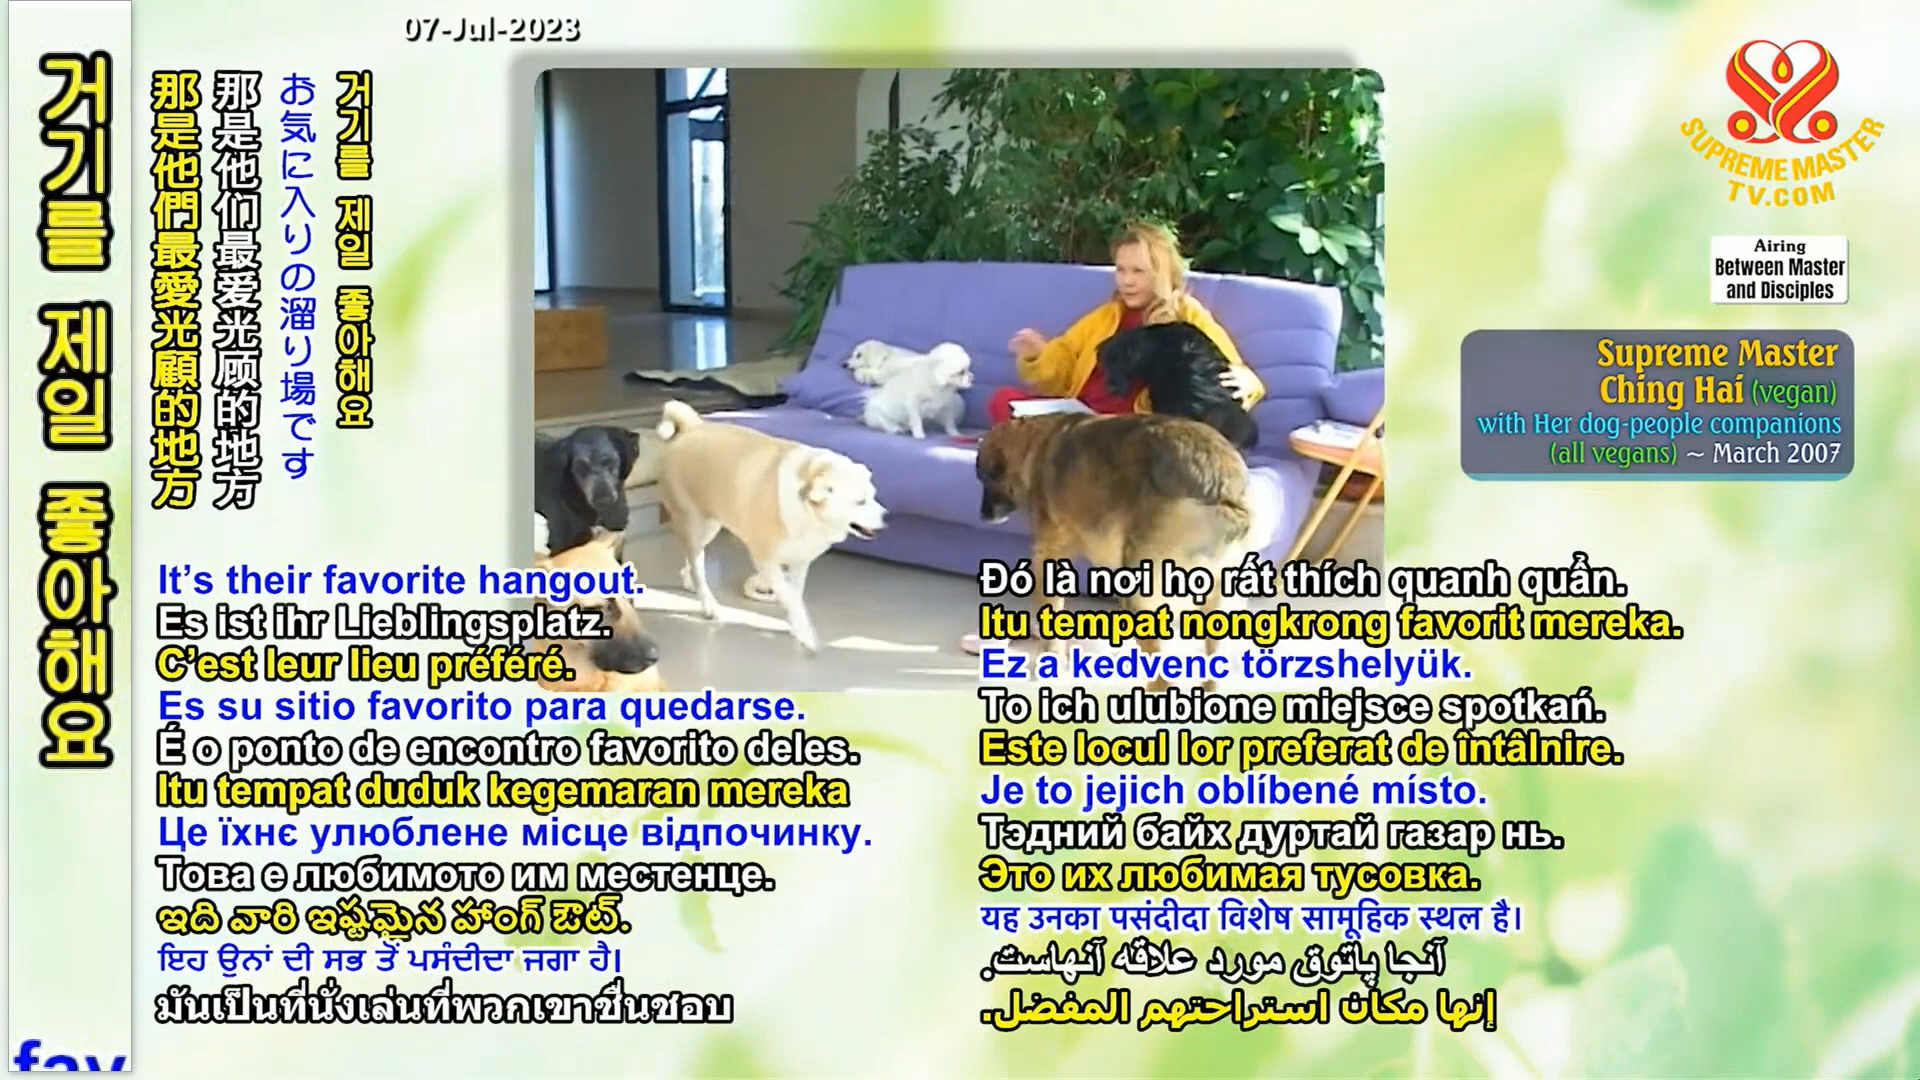 07-Jul-2023
거기를 제일 좋아해요
fav
那是他們最愛光顧的地方
那是他们最爱光顾的地方
お気に入りの溜り場です
거기를 제일 좋아해요
SUPREME MASTER
TV.COM
Airing
Between Master
and Disciples
Supreme Master
Ching Hai (vegan)
with Her dog-people companions
(all vegans) ~ March 2007
It’s their favorite hangout.
Es ist ihr Lieblingsplatz.
C’est leur lieu préféré.
Es su sitio favorito para quedarse.
É o ponto de encontro favorito deles.
Itu tempat duduk kegemaran mereka
Це їхнє улюблене місце відпочинку.
Това е любимото им местенце.
ఇది వారి ఇష్టమైన హాంగ్ ఔట్.
ਇਹ ਉਨਾਂ ਦੀ ਸਭ ਤੋਂ ਪਸੰਦੀਦਾ ਜਗਾ ਹੈ।
มันเป็นที่นั่งเล่นที่พวกเขาชื่นชอบ
Đó là nơi họ rất thích quanh quẩn.
Itu tempat nongkrong favorit mereka.
Ez a kedvenc törzshelyük.
To ich ulubione miejsce spotkań.
Este locul lor preferat de întâlnire.
Je to jejich oblíbené místo.
Тэдний байх дуртай газар нь.
Это их любимая тусовка.
यह उनका पसंदीदा विशेष सामूहिक स्थल है।
آنجا پاتوق مورد علاقه آنهاست.
إنها مكان استراحتهم المفضل.